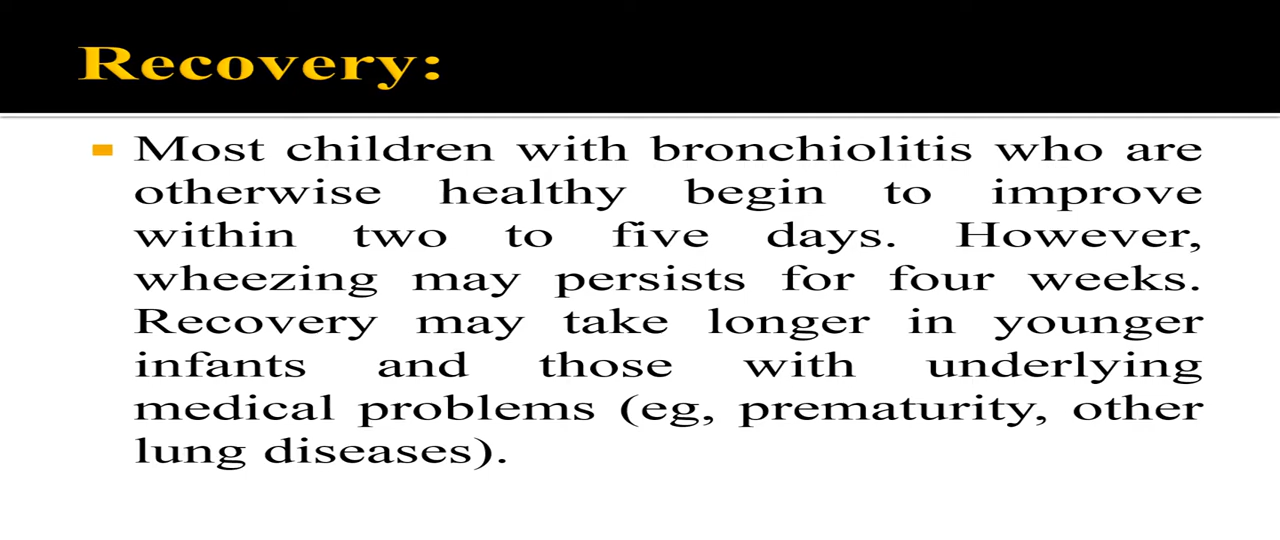 Recovery:
Most children with bronchiolitis who are
otherwise healthy begin to improve
within two to five days. However,
wheezing may persists for four weeks.
Recovery may take longer in younger
infants and those with underlying
medical problems (eg, prematurity, other
lung diseases).